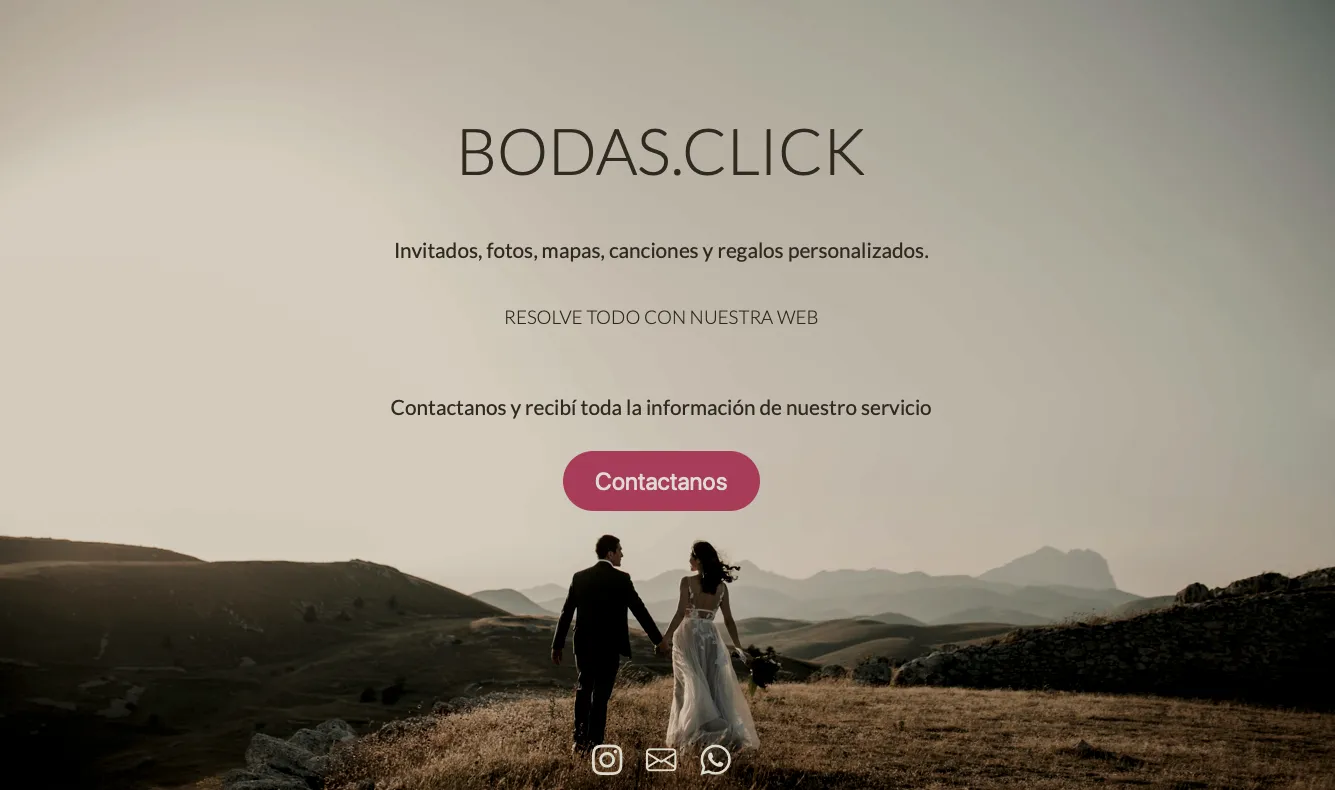 BODAS.CLICK
Invitados, fotos, mapas, canciones y regalos personalizados.
RESOLVE TODO CON NUESTRA WEB
Contactanos y recibí toda la información de nuestro servicio
Contactanos